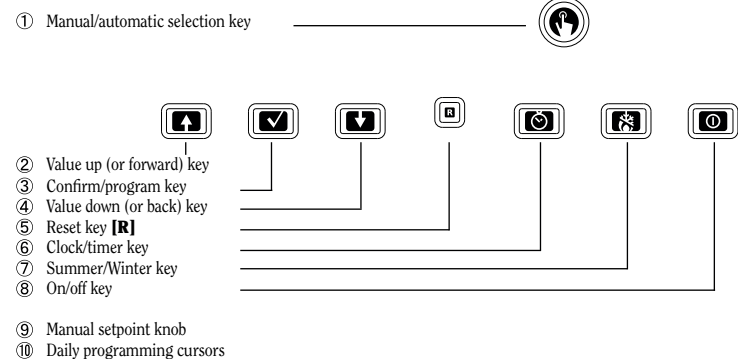 ① Manual/automatic selection key
R
② Value up (or forward) key
③ Confirm/program key
④ Value down (or back) key
⑤ Reset key [R]
⑥ Clock/timer key
⑦ Summer/Winter key
⑧ On/off key
⑨ Manual setpoint knob
⑩ Daily programming cursors